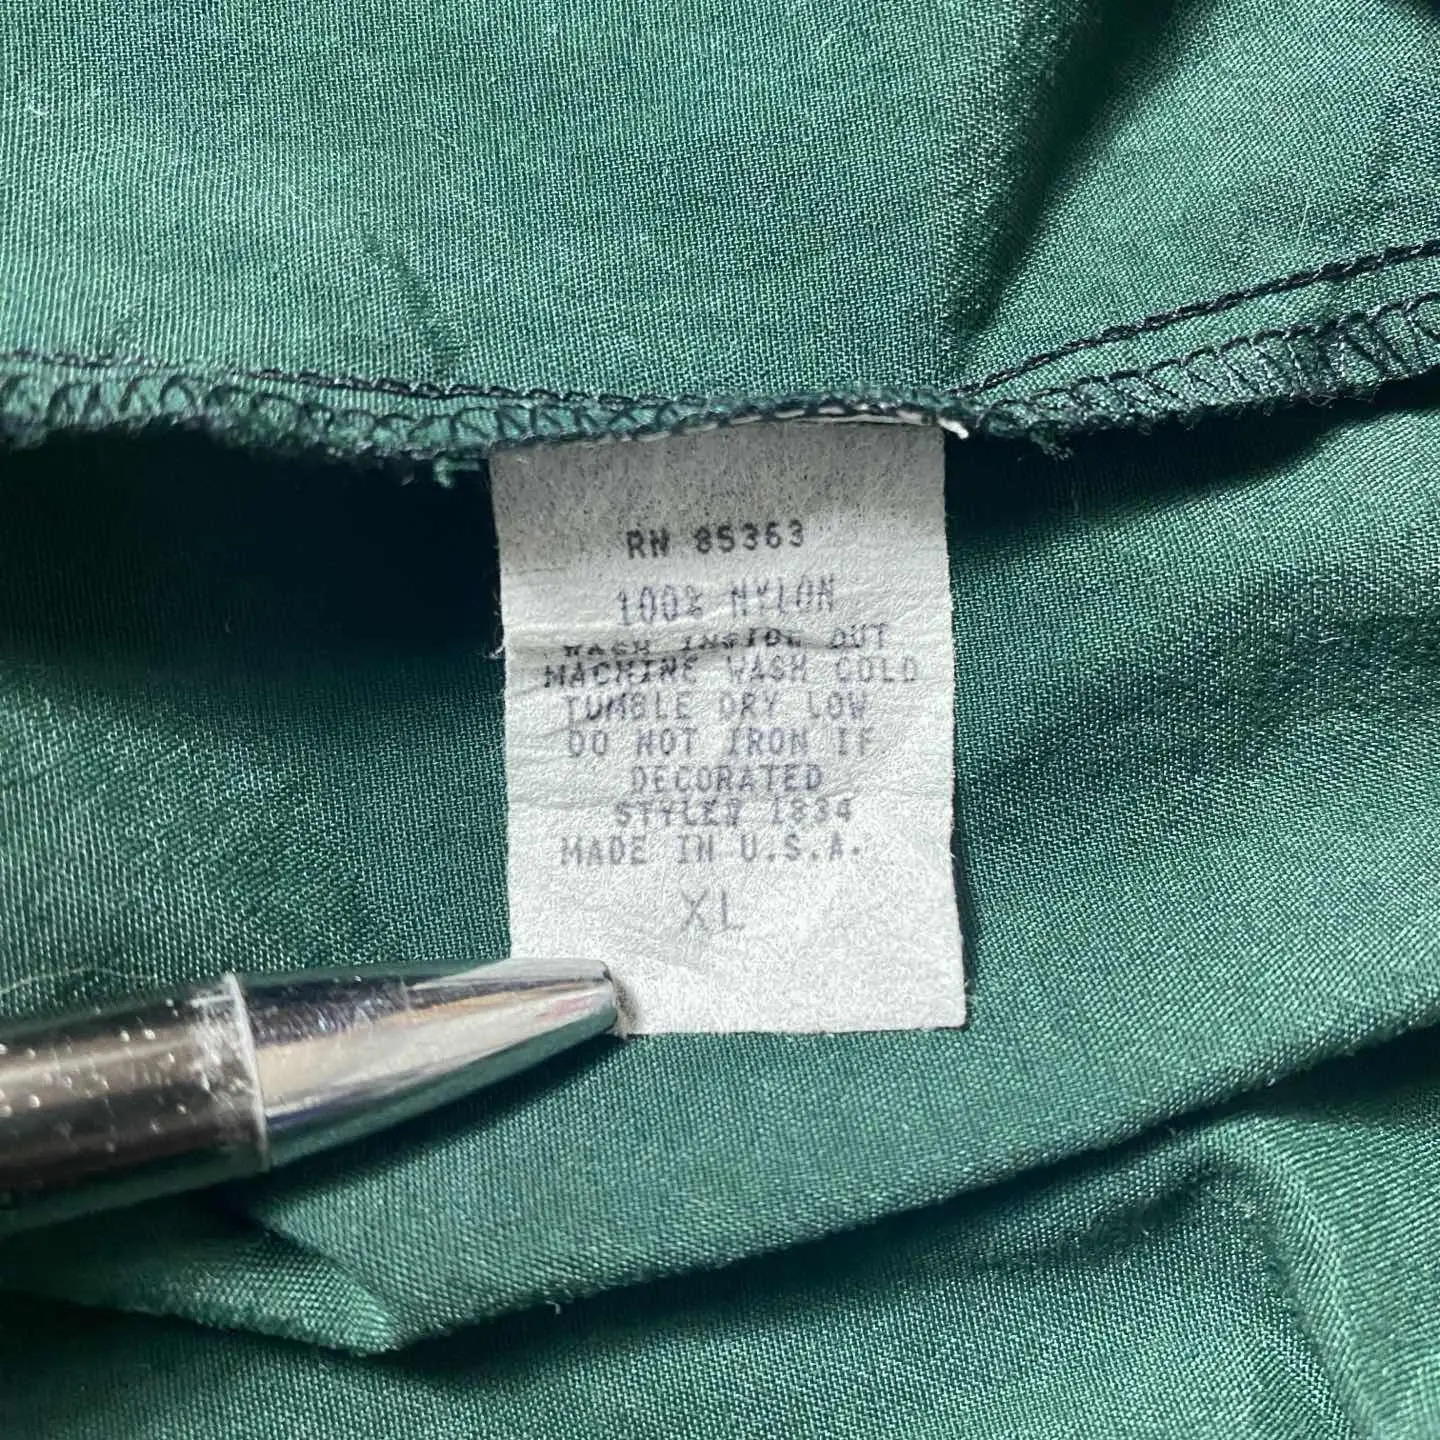 RN 85363
100% NYLON
WASH INSIDE OUT
MACHINE WASH COLD
TUMBLE DRY LOW
DO NOT IRON IF
DECORATED
1834
MADE IN U.S.A.
XL